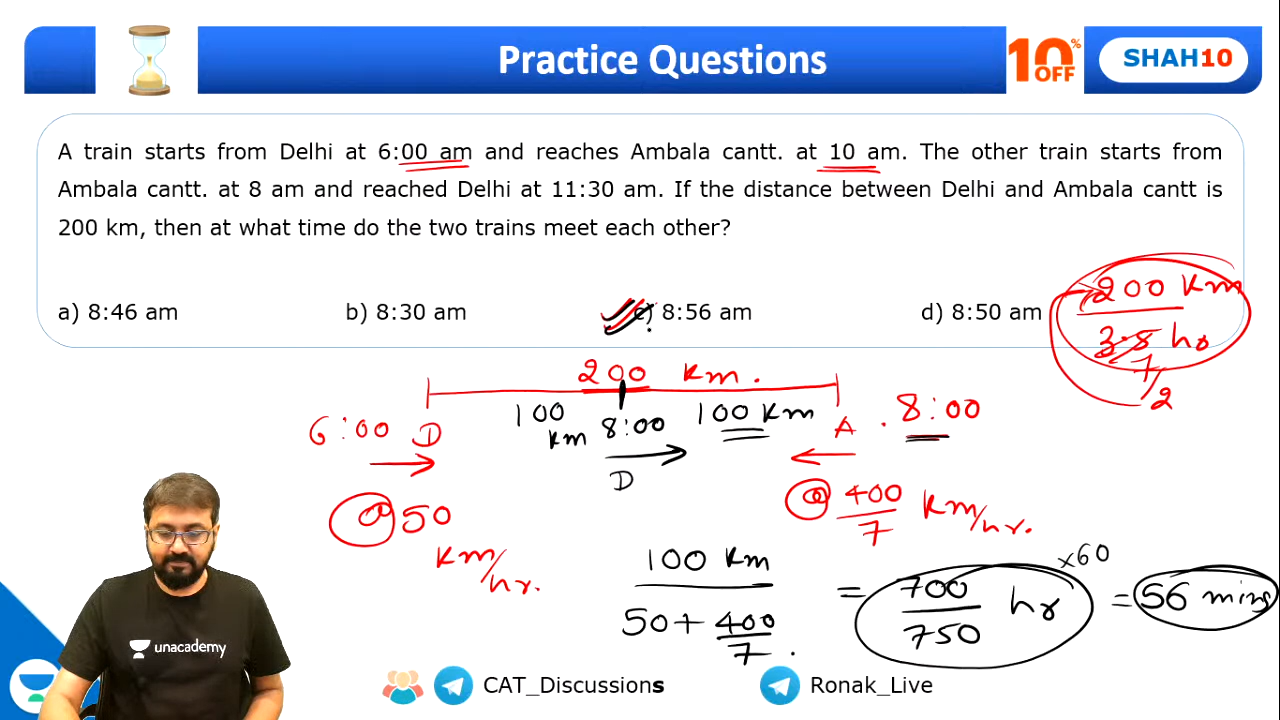 Practice Questions
10% OFF
SHAH10
A train starts from Delhi at 6:00 am and reaches Ambala cantt. at 10 am. The other train starts from
Ambala cantt. at 8 am and reached Delhi at 11:30 am. If the distance between Delhi and Ambala cantt is
200 km, then at what time do the two trains meet each other?
a) 8:46 am
b) 8:30 am
c) 8:56 am
d) 8:50 am
200 Km
3.5 hr
7/2
200 Km.
100 km
8:00
100 Km
6:00 D
A . 8:00
D
@ 50 Km/hr.
@ 400/7 Km/hr.
100 Km
50 + 400/7 .
= 700/750 hr
×60
= 56 mins
unacademy
CAT_Discussions
Ronak_Live